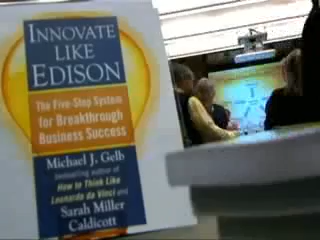 INNOVATE
LIKE
EDISON
The Five-Step System
for Breakthrough
Business Success
Michael J. Gelb
bestselling author of
How to Think Like
Leonardo da Vinci and
Sarah Miller
Caldicott